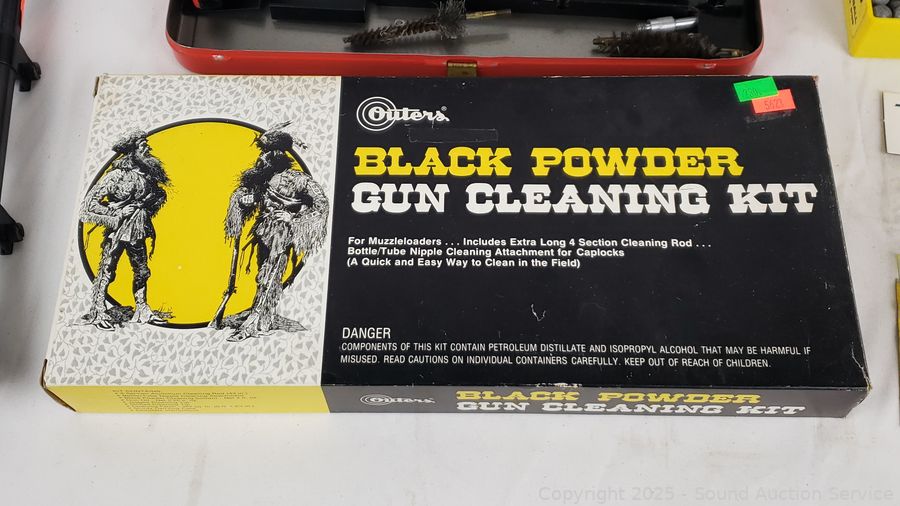 Outers
BLACK POWDER
GUN CLEANING KIT
For Muzzleloaders . . . Includes Extra Long 4 Section Cleaning Rod . . .
Bottle/Tube Nipple Cleaning Attachment for Caplocks
(A Quick and Easy Way to Clean in the Field)
DANGER
COMPONENTS OF THIS KIT CONTAIN PETROLEUM DISTILLATE AND ISOPROPYL ALCOHOL THAT MAY BE HARMFUL IF
MISUSED. READ CAUTIONS ON INDIVIDUAL CONTAINERS CAREFULLY. KEEP OUT OF REACH OF CHILDREN.
Outers
BLACK POWDER
GUN CLEANING KIT
Copyright 2025 - Sound Auction Service